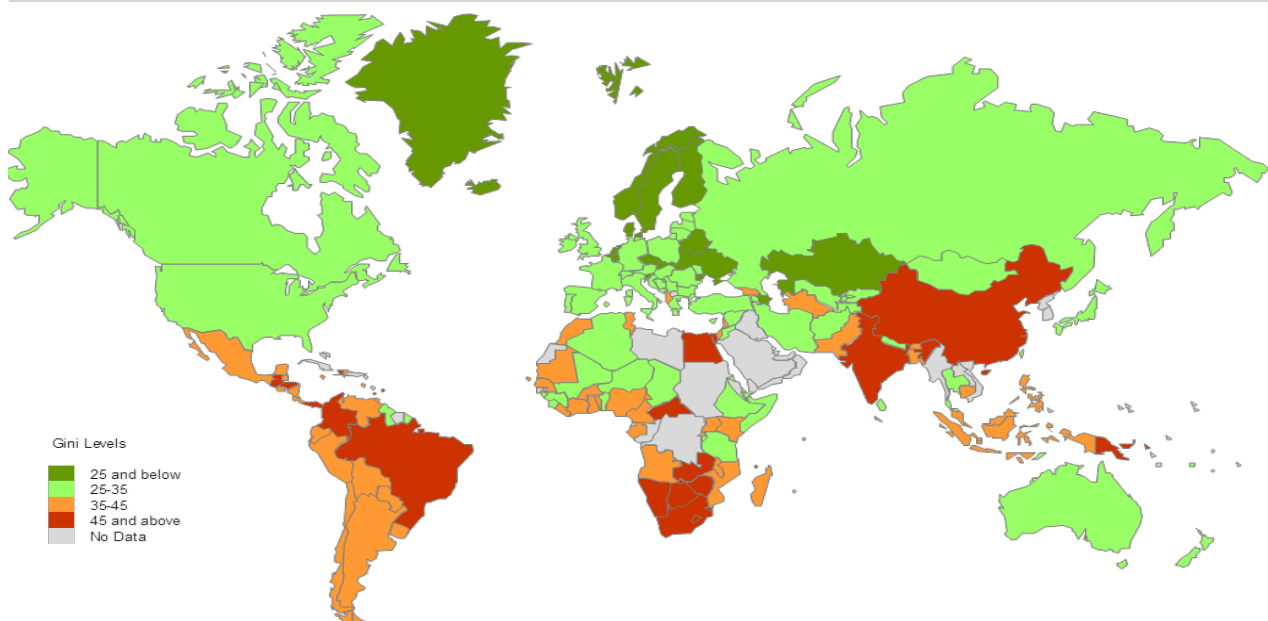 Gini Levels
25 and below
25-35
35-45
45 and above
No Data